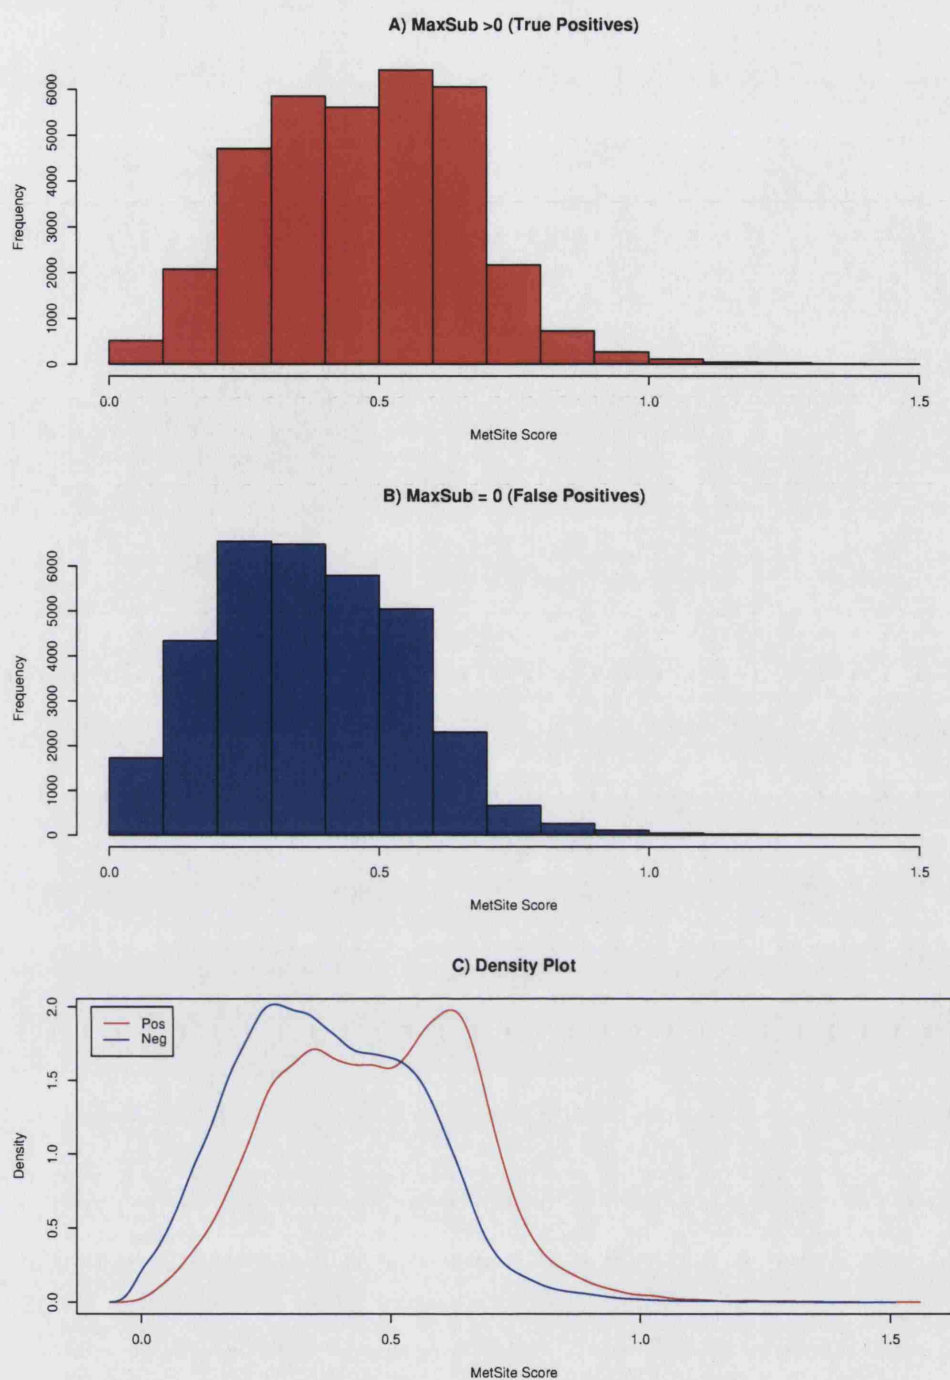 A) MaxSub >0 (True Positives)
6000
5000
4000
3000
2000
1000
0
Frequency
0.0 0.5 1.0 1.5
MetSite Score
B) MaxSub = 0 (False Positives)
6000
5000
4000
3000
2000
1000
0
Frequency
0.0 0.5 1.0 1.5
MetSite Score
C) Density Plot
Pos
Neg
2.0
1.5
1.0
0.5
0.0
Density
0.0 0.5 1.0 1.5
MetSite Score